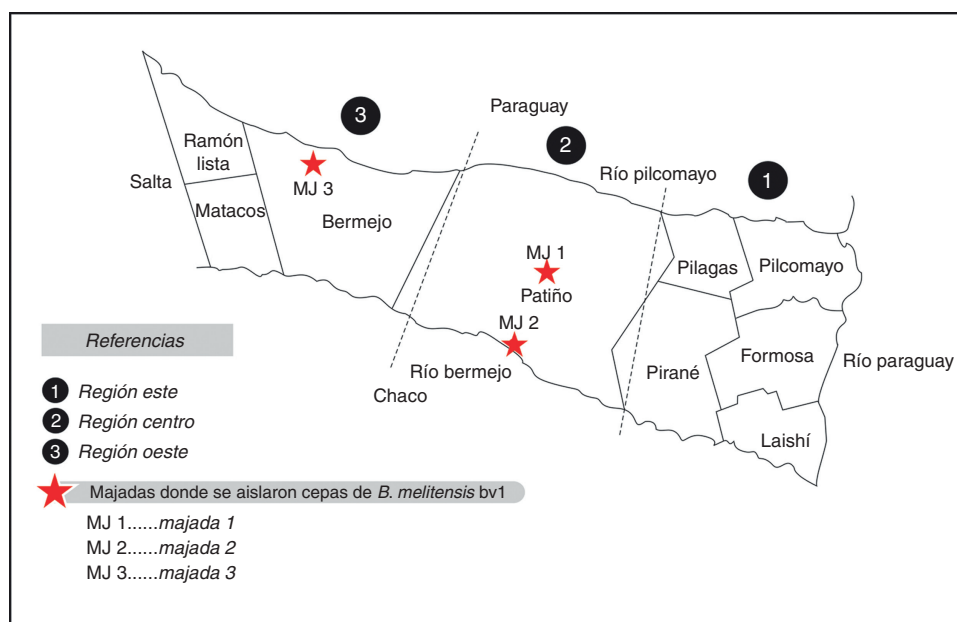 3
Paraguay
2
Río pilcomayo
1
Ramón
lista
Salta
Matacos
MJ 3
Bermejo
MJ 1
Patiño
MJ 2
Pilagas
Pilcomayo
Formosa
Río paraguay
Pirané
Laishí
Río bermejo
Chaco
Referencias
1 Región este
2 Región centro
3 Región oeste
Majadas donde se aislaron cepas de B. melitensis bv1
MJ 1......majada 1
MJ 2......majada 2
MJ 3......majada 3